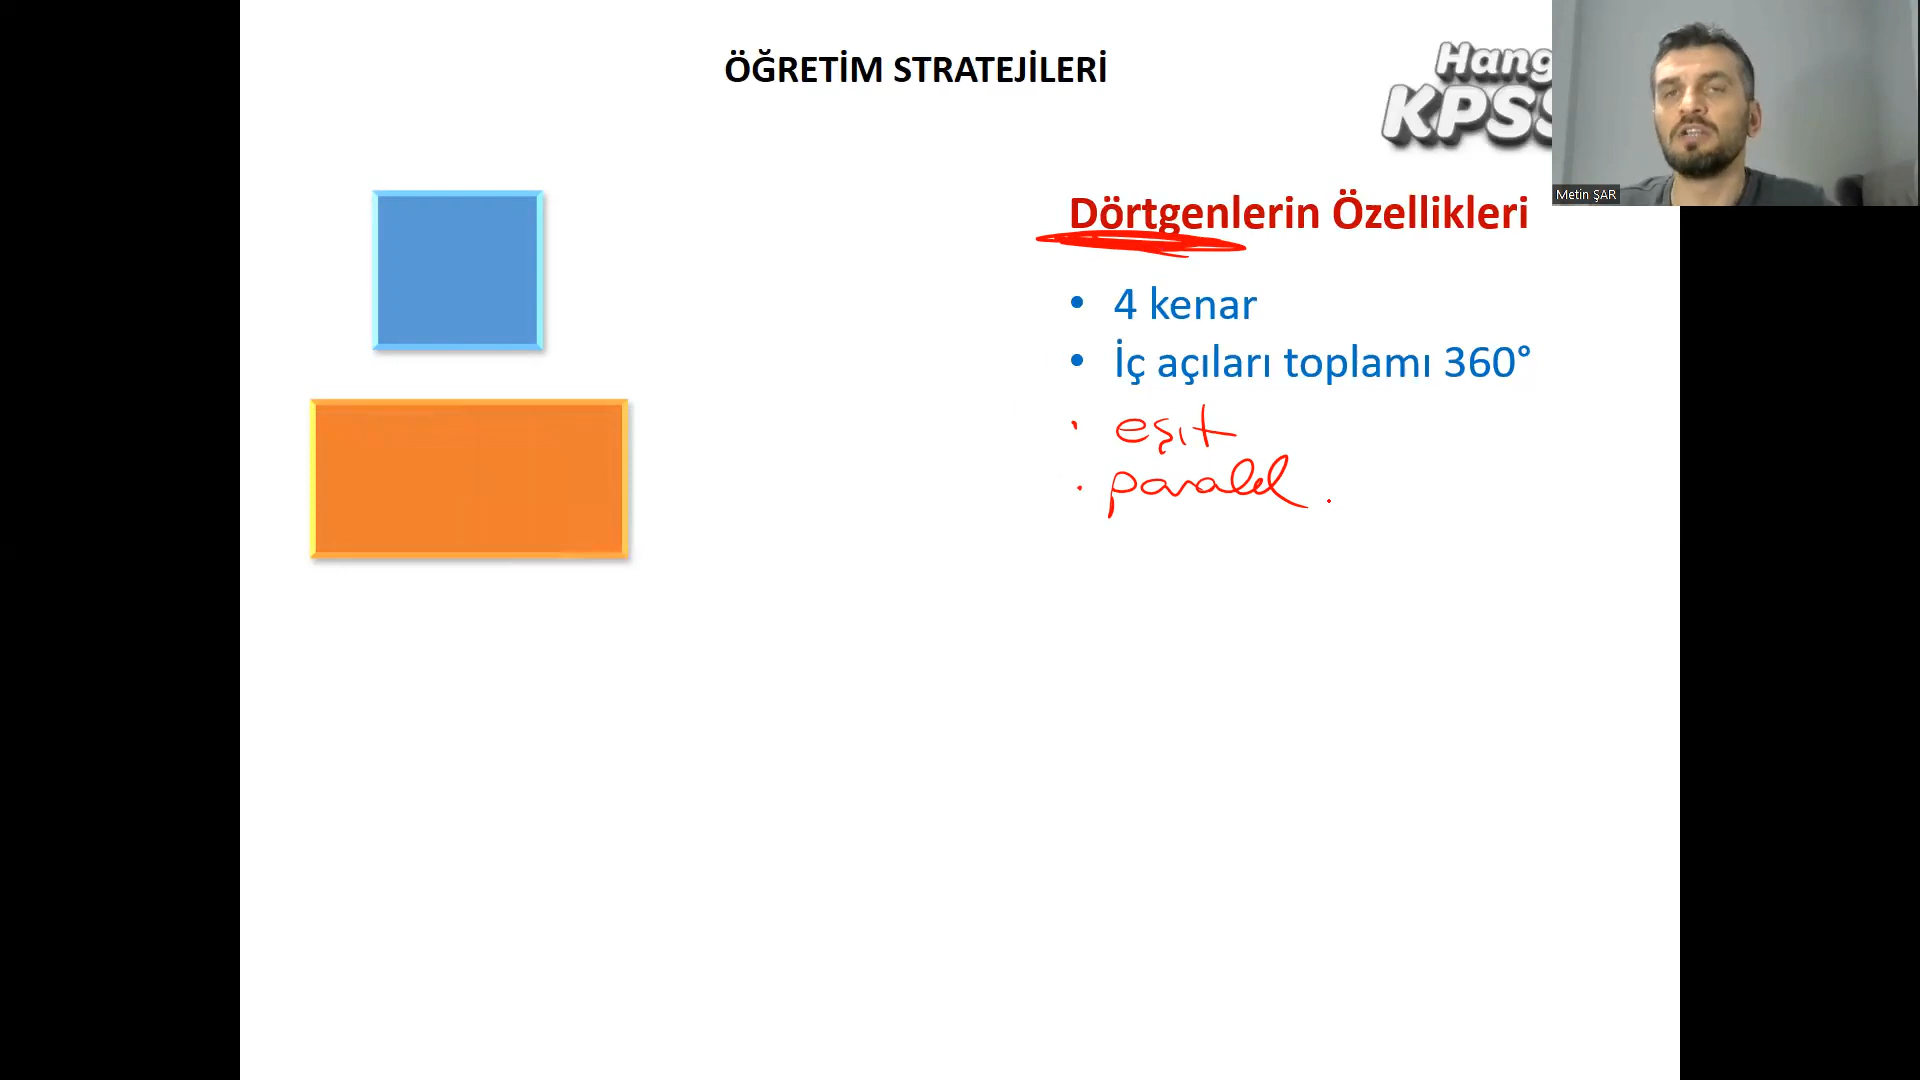 ÖĞRETİM STRATEJİLERİ
Hang
KPSS
Metin ŞAR
Dörtgenlerin Özellikleri
• 4 kenar
• İç açıları toplamı 360°
• eşit
• paralel .